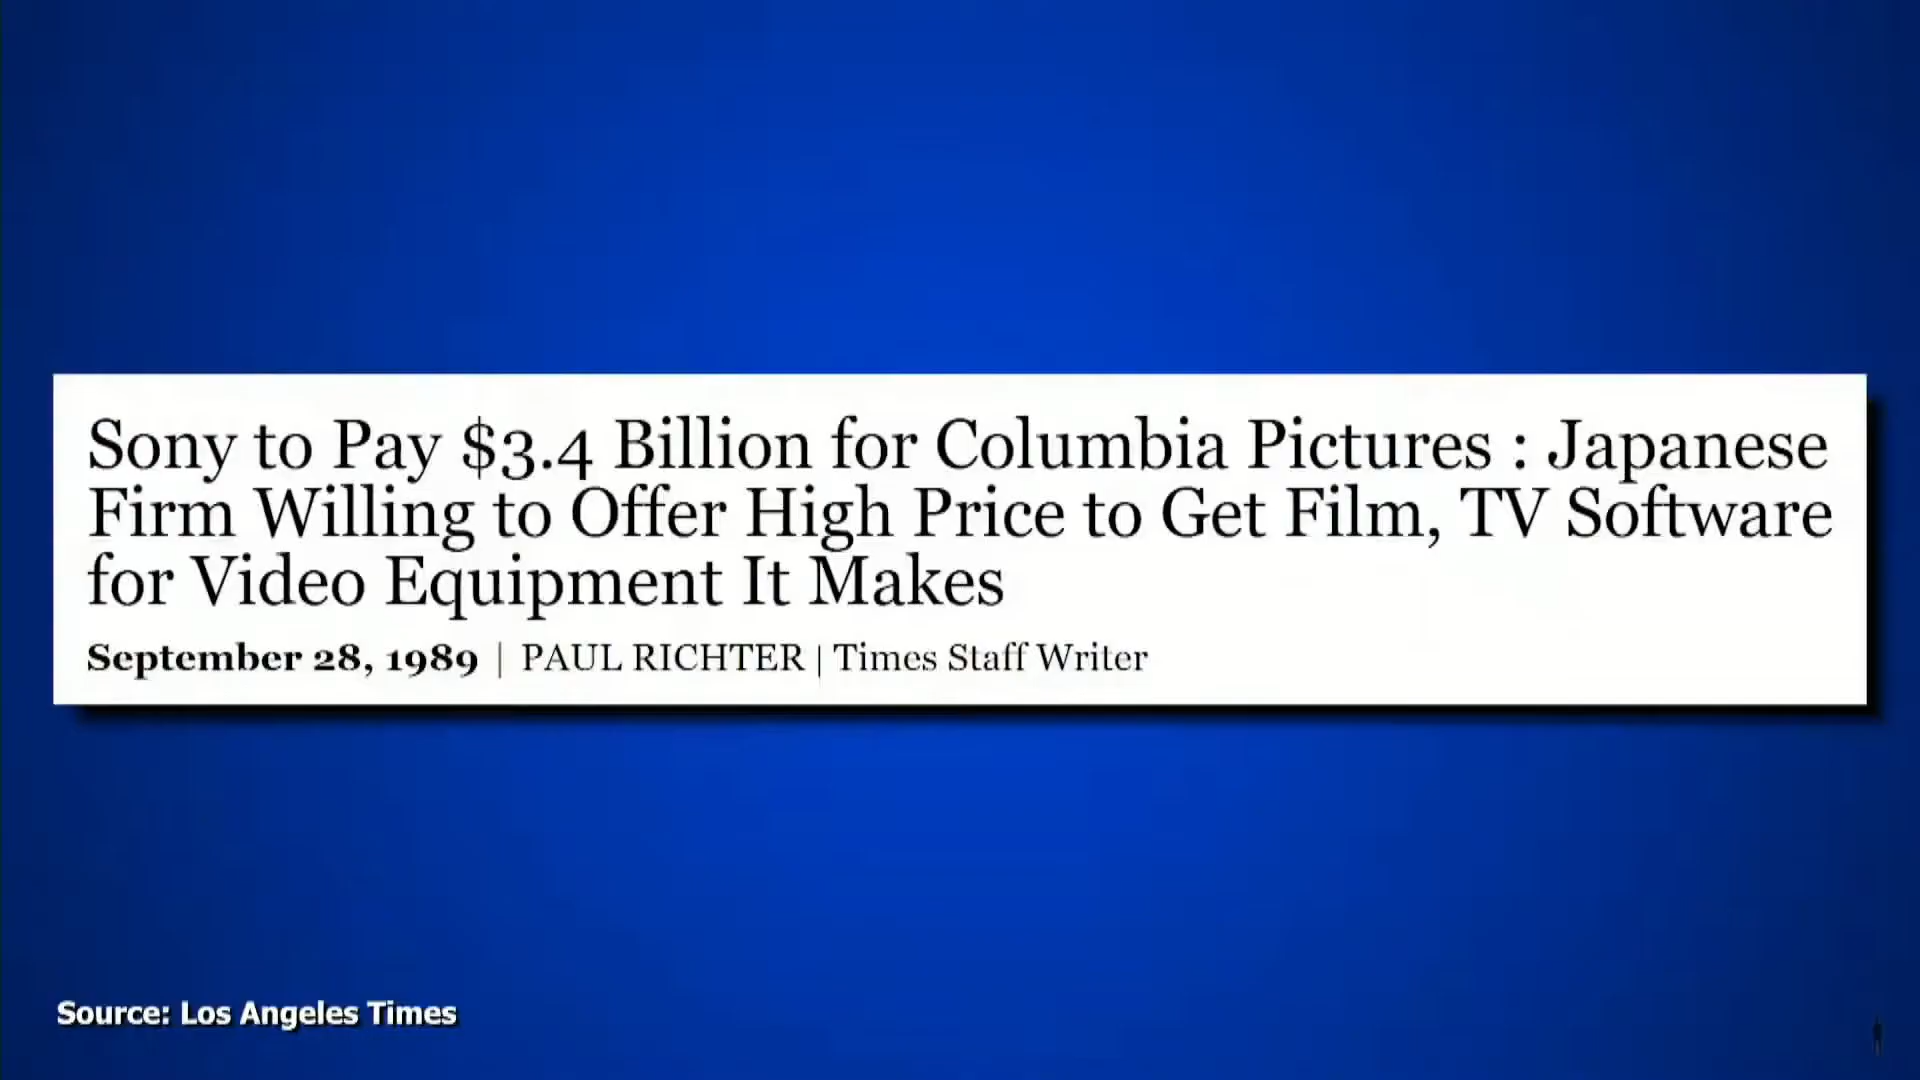 Sony to Pay $3.4 Billion for Columbia Pictures : Japanese
Firm Willing to Offer High Price to Get Film, TV Software
for Video Equipment It Makes
September 28, 1989 | PAUL RICHTER | Times Staff Writer
Source: Los Angeles Times